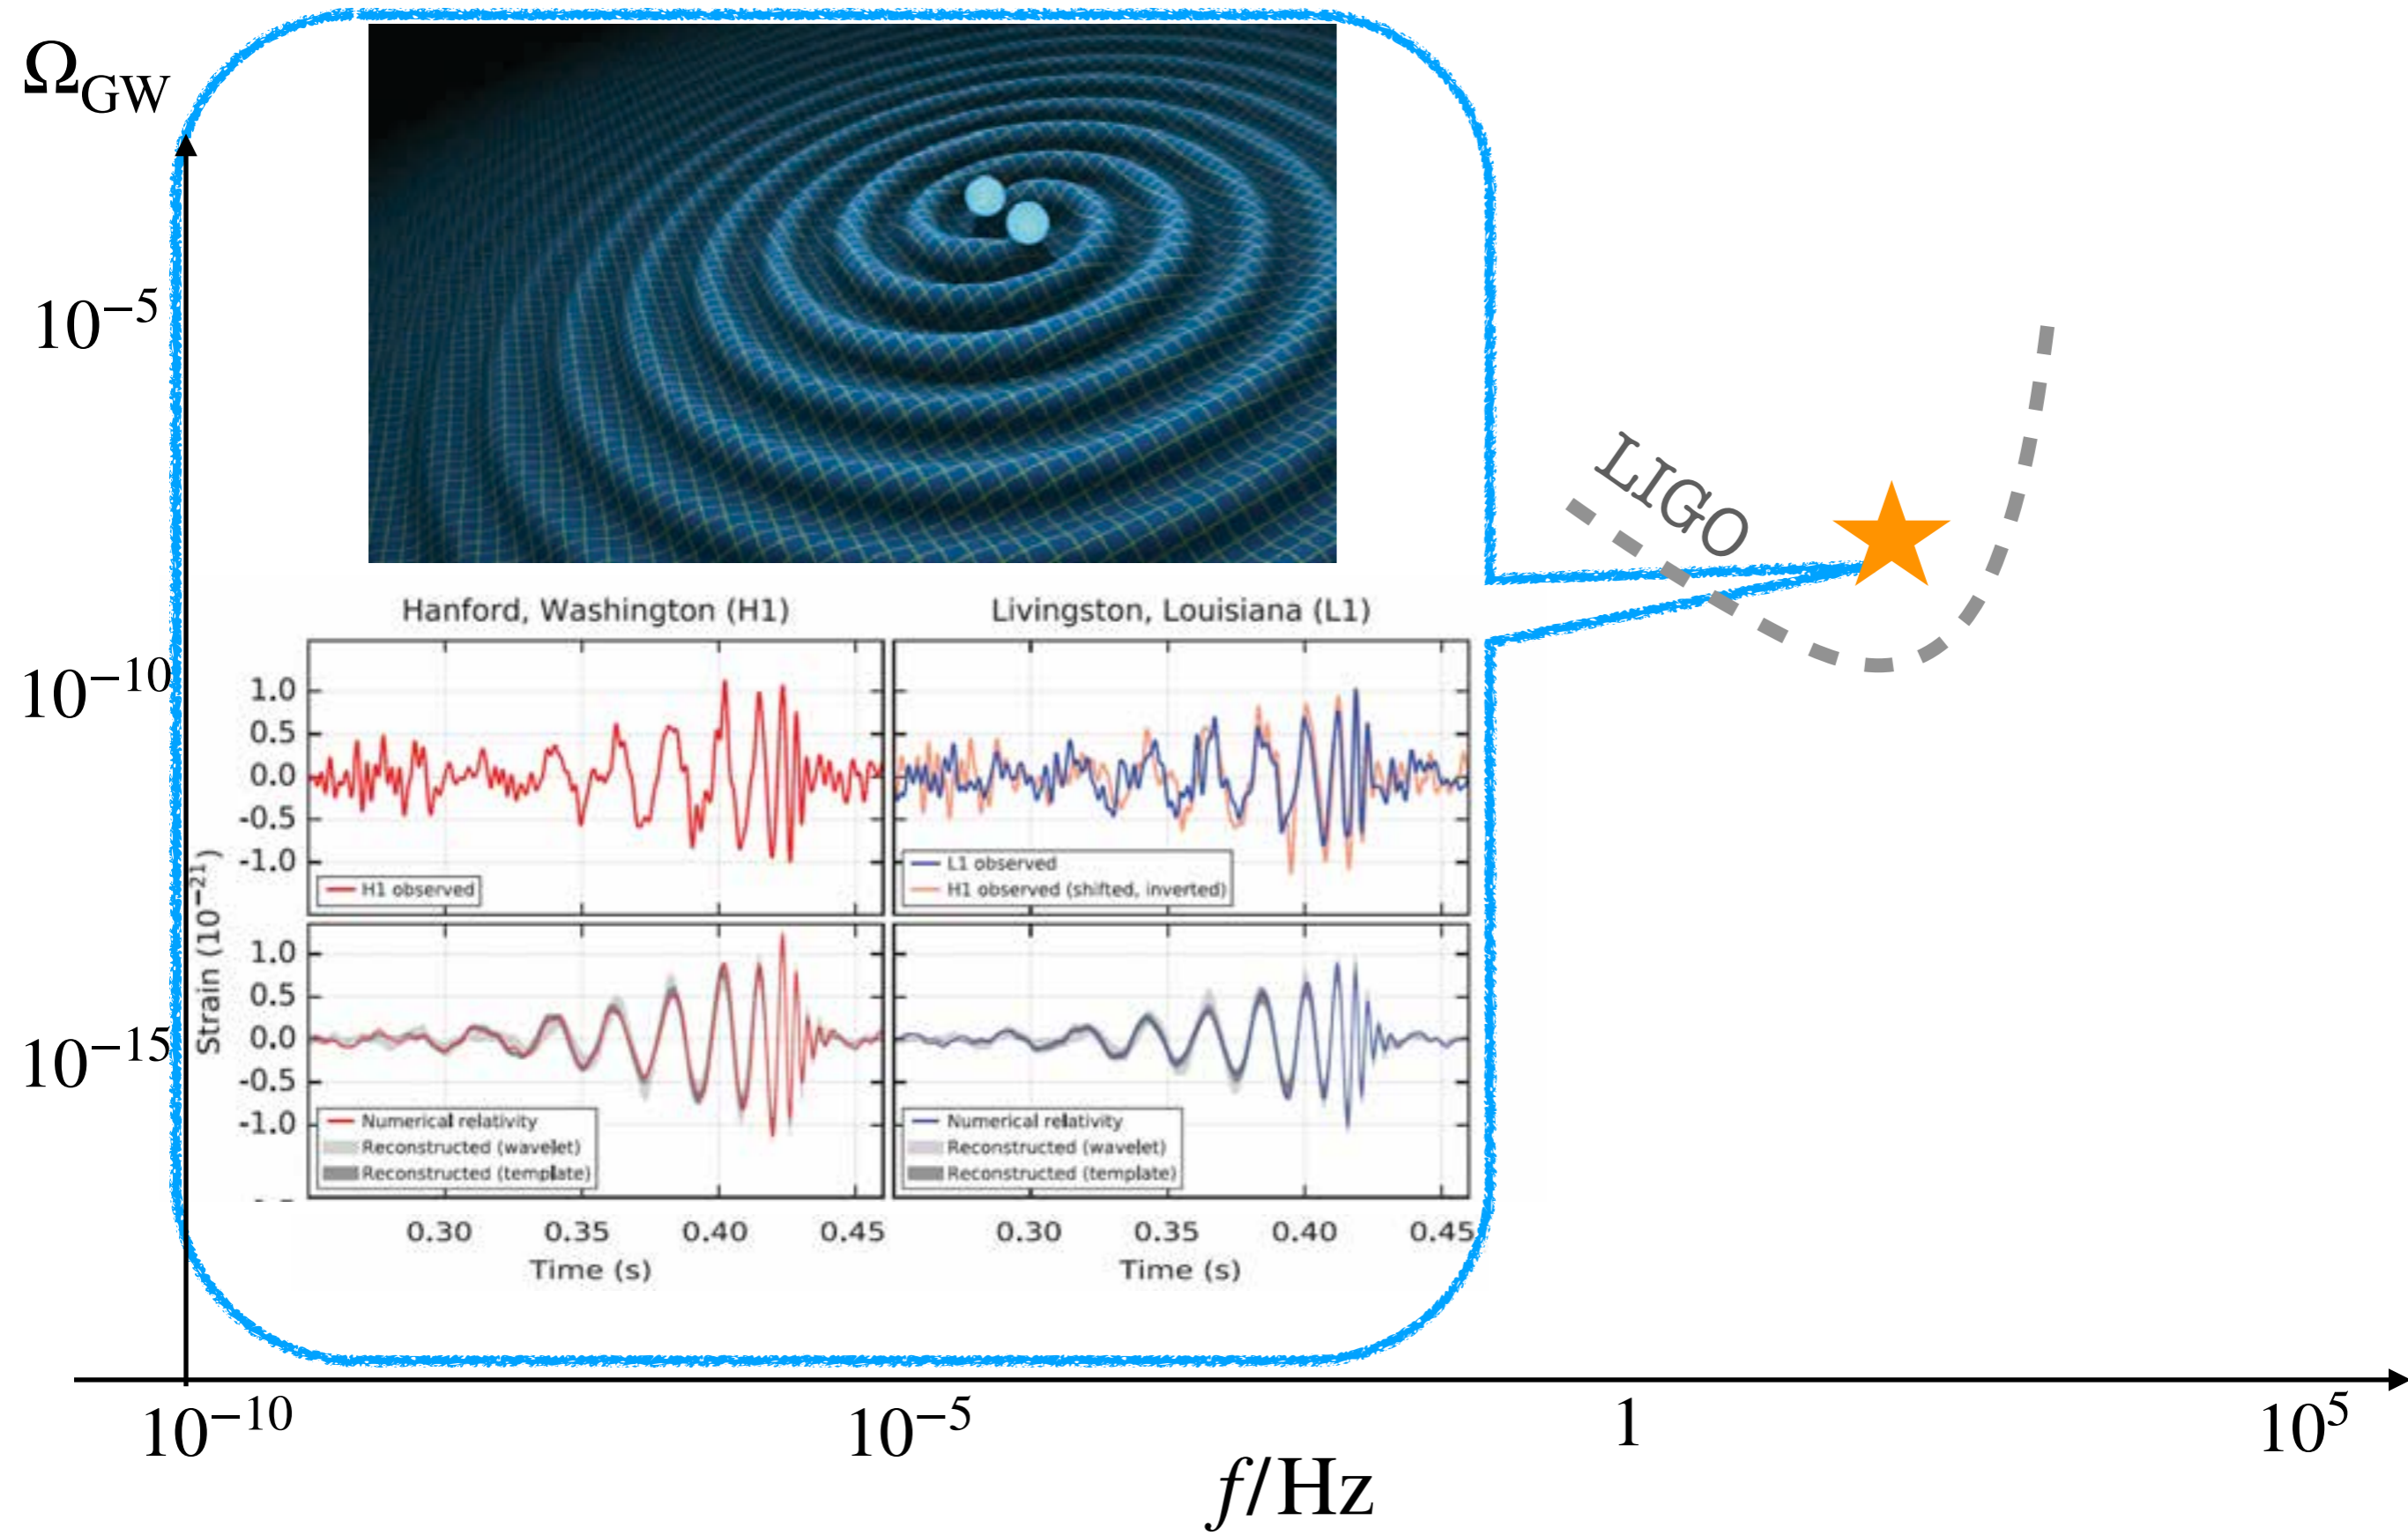 Ω_GW
10⁻⁵
10⁻¹⁰
10⁻¹⁵
LIGO
Hanford, Washington (H1)
Livingston, Louisiana (L1)
1.0
0.5
0.0
-0.5
-1.0
H1 observed
L1 observed
H1 observed (shifted, inverted)
Strain (10⁻²¹)
1.0
0.5
0.0
-0.5
-1.0
Numerical relativity
Reconstructed (wavelet)
Reconstructed (template)
Numerical relativity
Reconstructed (wavelet)
Reconstructed (template)
0.30 0.35 0.40 0.45
0.30 0.35 0.40 0.45
Time (s)
Time (s)
10⁻¹⁰ 10⁻⁵ 1 10⁵
f/Hz